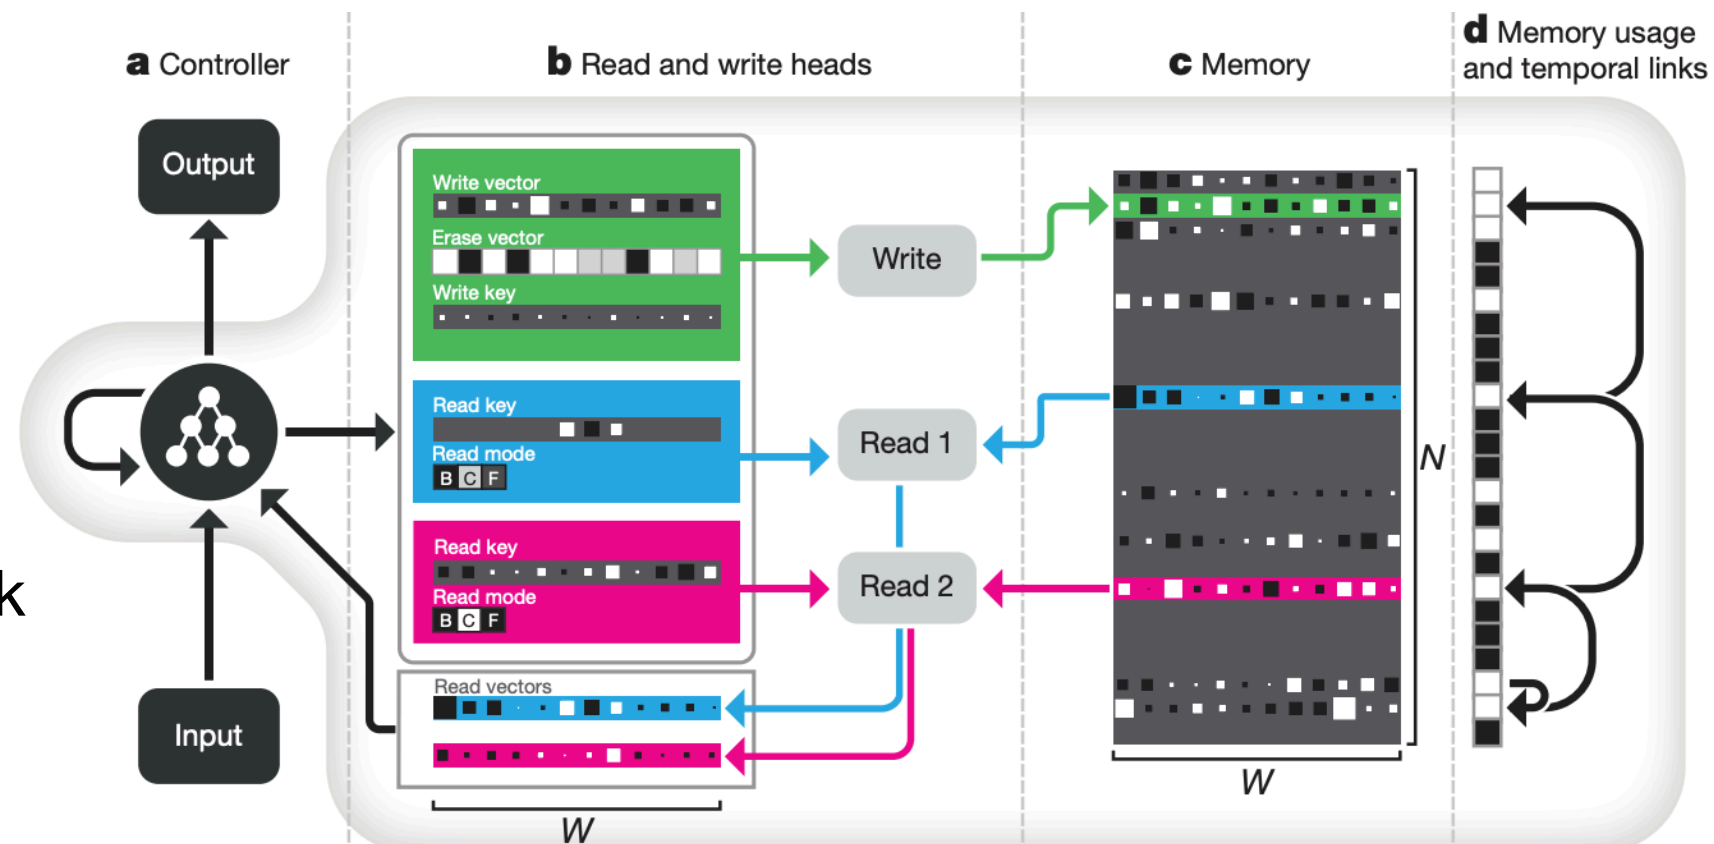 a Controller
b Read and write heads
c Memory
d Memory usage
and temporal links
Output
Write vector
Erase vector
Write key
Write
Read key
Read mode
B C F
Read 1
Read key
Read mode
B C F
Read 2
N
k
Input
Read vectors
W
W